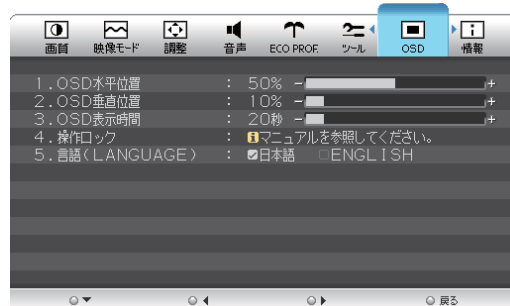 画質 映像モード 調整 音声 ECO PROF. ツール OSD 情報
1.OSD水平位置 : 50% - +
2.OSD垂直位置 : 10% - +
3.OSD表示時間 : 20秒 - +
4.操作ロック : マニュアルを参照してください。
5.言語(LANGUAGE) : 日本語 ENGLISH
戻る